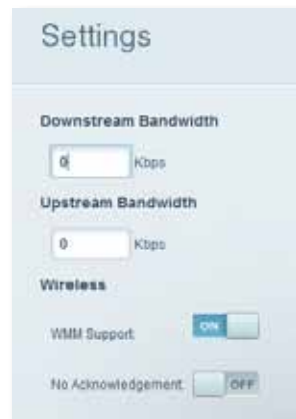 Settings
Downstream Bandwidth
0 Kbps
Upstream Bandwidth
0 Kbps
Wireless
WMM Support ON
No Acknowledgement OFF